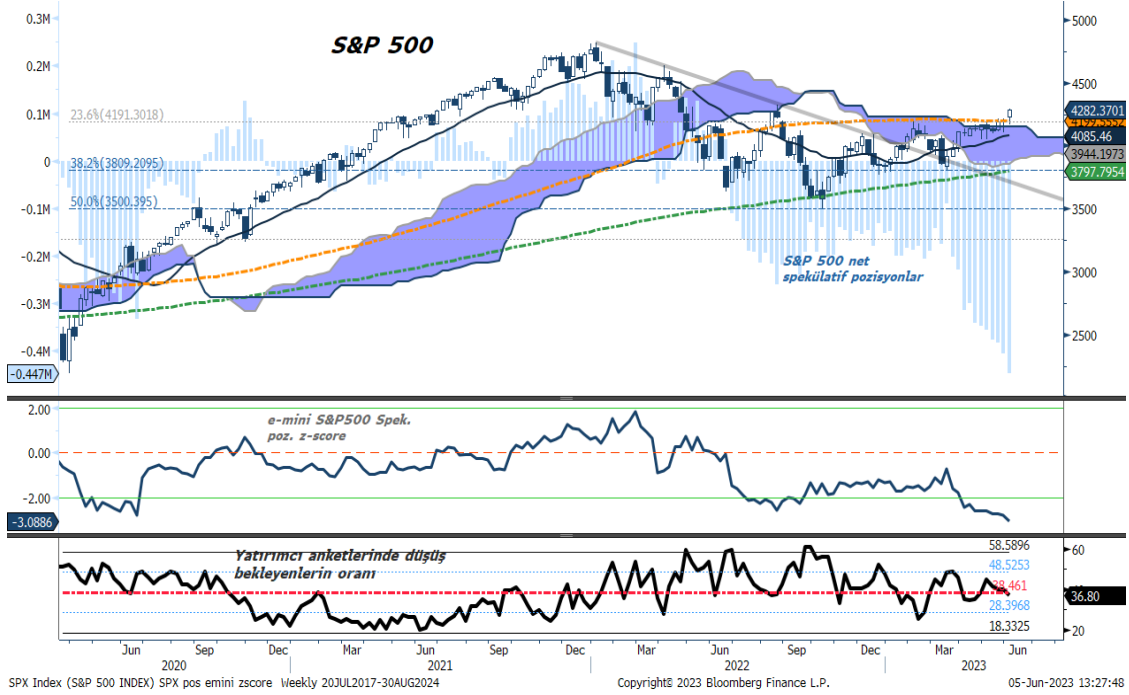 0.3M
0.2M
0.1M
0
-0.1M
-0.2M
-0.3M
-0.4M
-0.447M
S&P 500
23.6%(4191.3018)
38.2%(3809.2095)
50.0%(3500.395)
S&P 500 net
spekülatif pozisyonlar
5000
4500
4282.3701
4085.46
3944.1973
3797.7954
3500
3000
2500
2.00
0.00
-2.00
-3.0886
e-mini S&P500 Spek.
poz. z-score
Yatırımcı anketlerinde düşüş
bekleyenlerin oranı
58.5896
48.5253
38.461
28.3968
18.3325
60
36.80
20
Jun Sep Dec Mar Jun Sep Dec Mar Jun Sep Dec Mar Jun
2020 2021 2022 2023
SPX Index (S&P 500 INDEX) SPX pos emini zscore Weekly 20JUL2017-30AUG2024 Copyright© 2023 Bloomberg Finance L.P. 05-Jun-2023 13:27:48